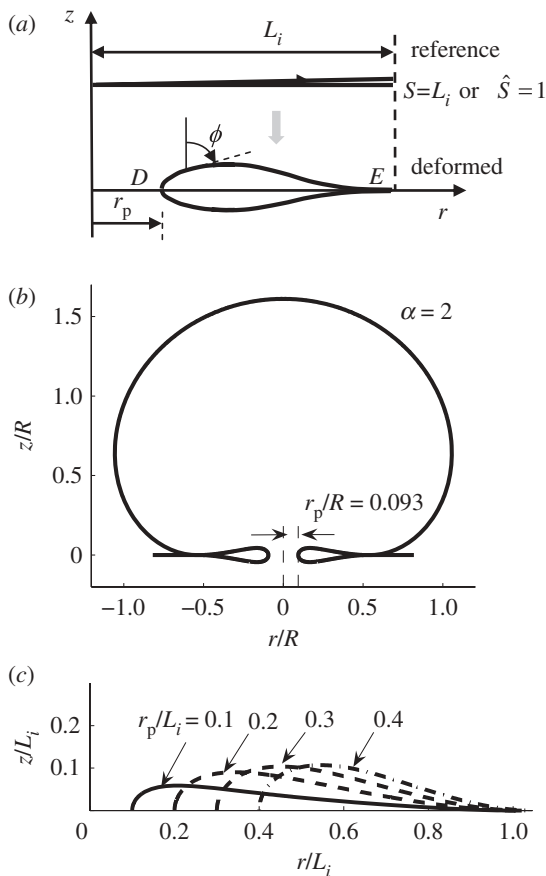 (a)
z
L_i
reference
S=L_i or Ŝ = 1
ϕ
D
E
deformed
r_p
r
(b)
α = 2
1.5
1.0
0.5
0
z/R
r_p/R = 0.093
−1.0
−0.5
0
0.5
1.0
r/R
(c)
r_p/L_i = 0.1
0.2
0.3
0.4
0.2
0.1
z/L_i
0
0.2
0.4
0.6
0.8
1.0
r/L_i